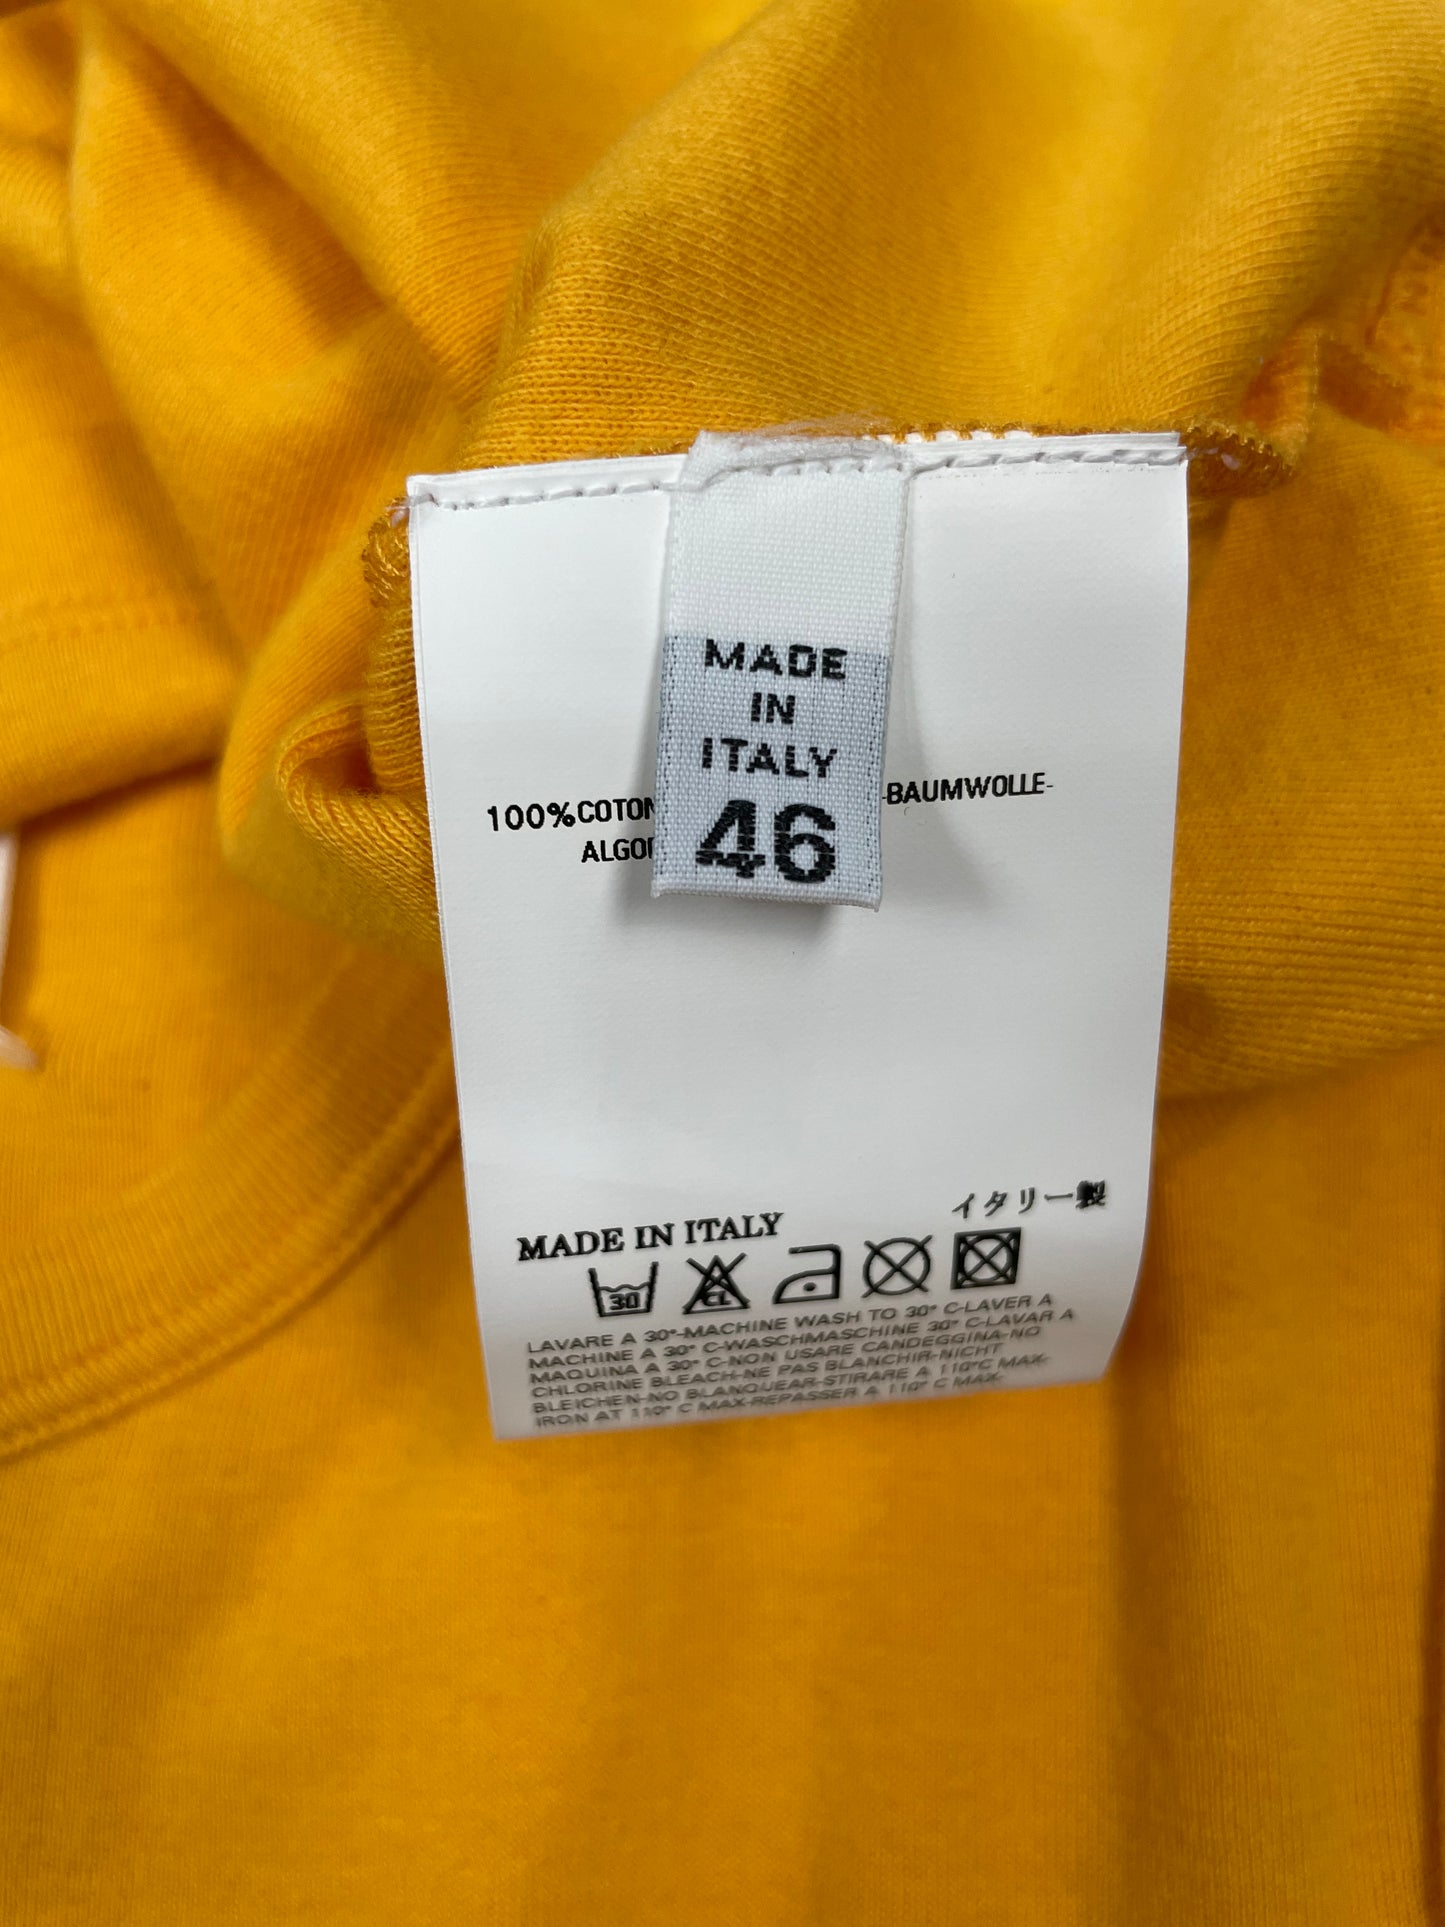 MADE
IN
ITALY
46
100%COTON -BAUMWOLLE-
ALGO
イタリー製
MADE IN ITALY
30 CL
LAVARE A 30°-MACHINE WASH TO 30° C-LAVER A
MACHINE A 30° C-WASCHMASCHINE 30° C-LAVAR A
MAQUINA A 30° C-NON USARE CANDEGGINA-NO
CHLORINE BLEACH-NE PAS BLANCHIR-NICHT
BLEICHEN-NO BLANQUEAR-STIRARE A 110°C MAX-
IRON AT 110° C MAX-REPASSER A 110° C MAX-